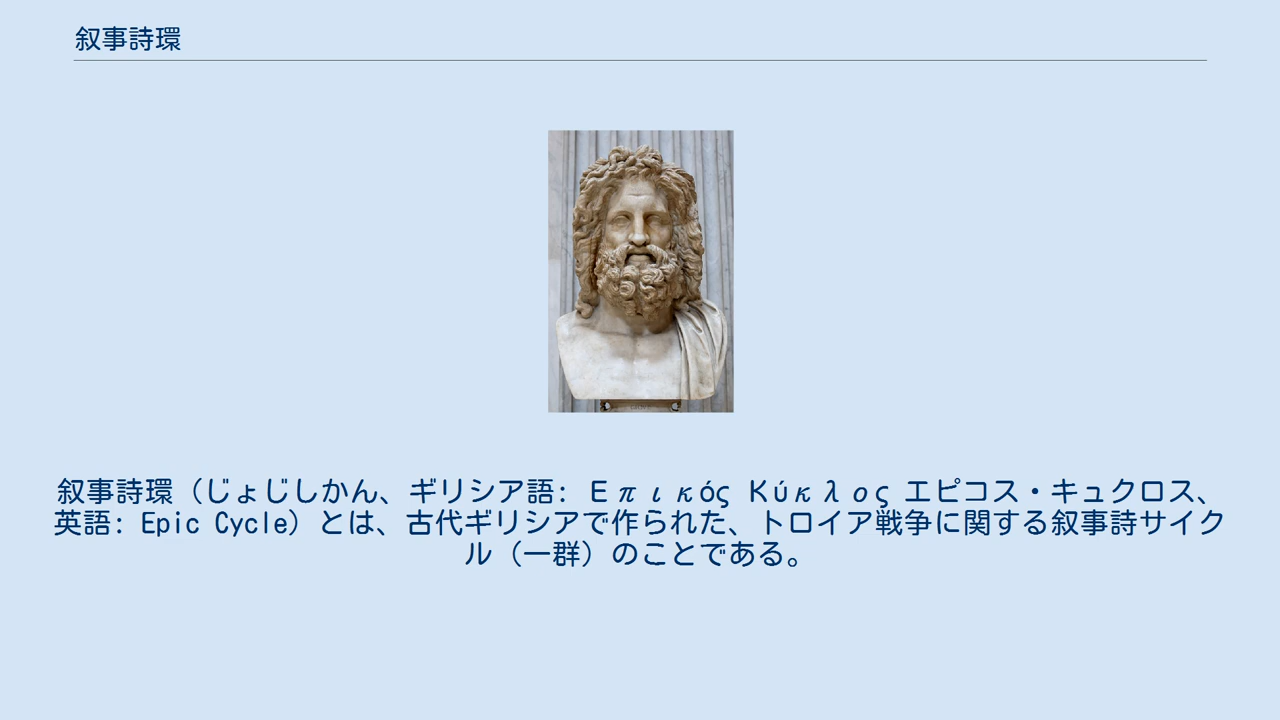 叙事詩環
叙事詩環（じょじしかん、ギリシア語: Επικός Κύκλος エピコス・キュクロス、
英語: Epic Cycle）とは、古代ギリシアで作られた、トロイア戦争に関する叙事詩サイク
ル（一群）のことである。